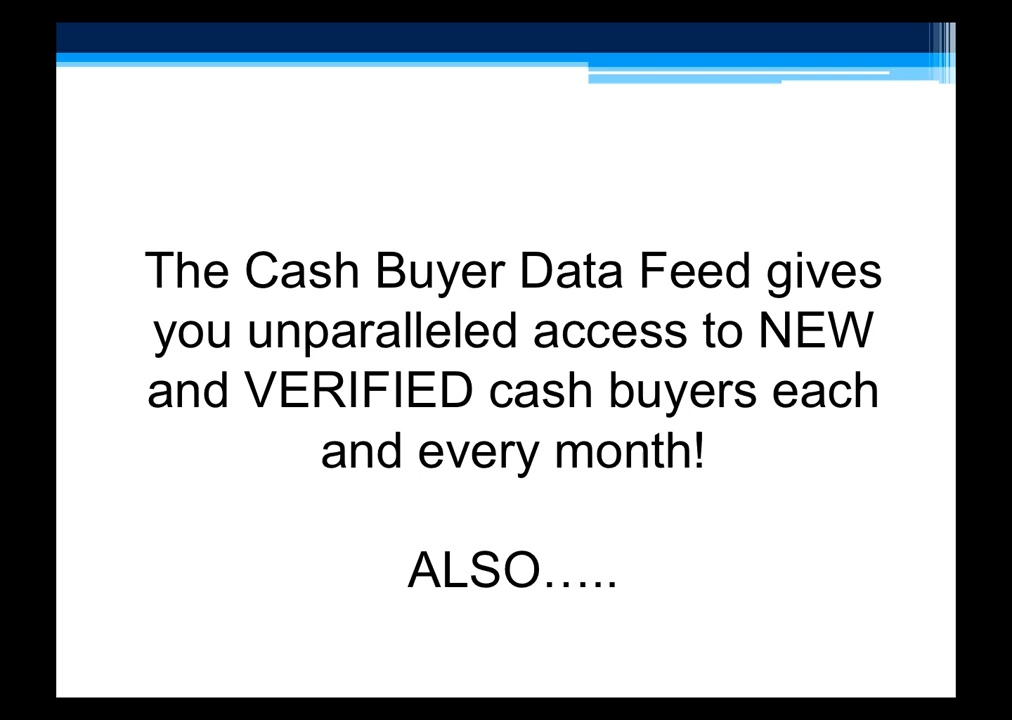 The Cash Buyer Data Feed gives
you unparalleled access to NEW
and VERIFIED cash buyers each
and every month!
ALSO…..